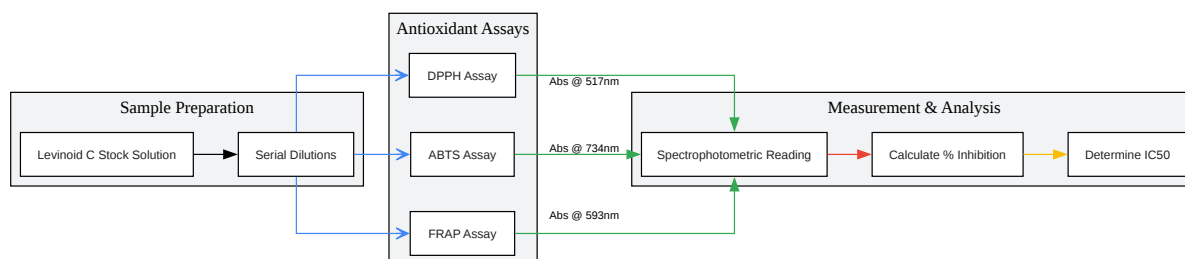 Antioxidant Assays
DPPH Assay
Abs @ 517nm
Sample Preparation
Measurement & Analysis
Levinoid C Stock Solution
Serial Dilutions
ABTS Assay
Abs @ 734nm
Spectrophotometric Reading
Calculate % Inhibition
Determine IC50
Abs @ 593nm
FRAP Assay